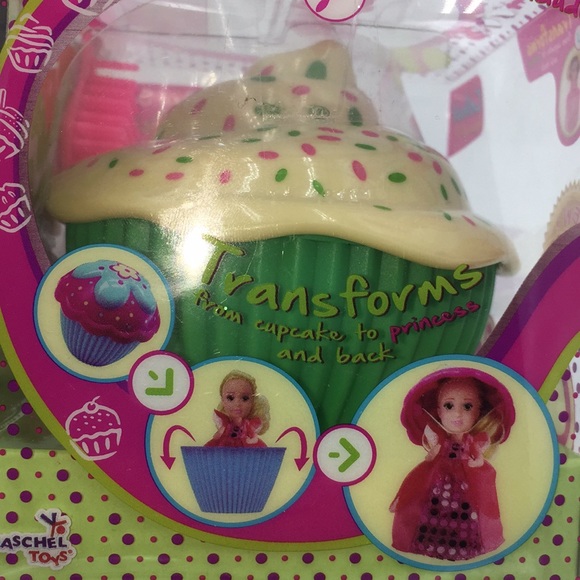 Transforms
from cupcake to princess
and back
ASCHEL
TOYS